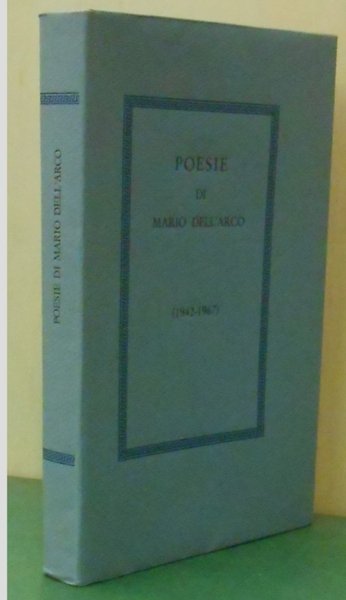 POESIE DI MARIO DELL'ARCO
POESIE
DI
MARIO DELL'ARCO
(1942-1967)